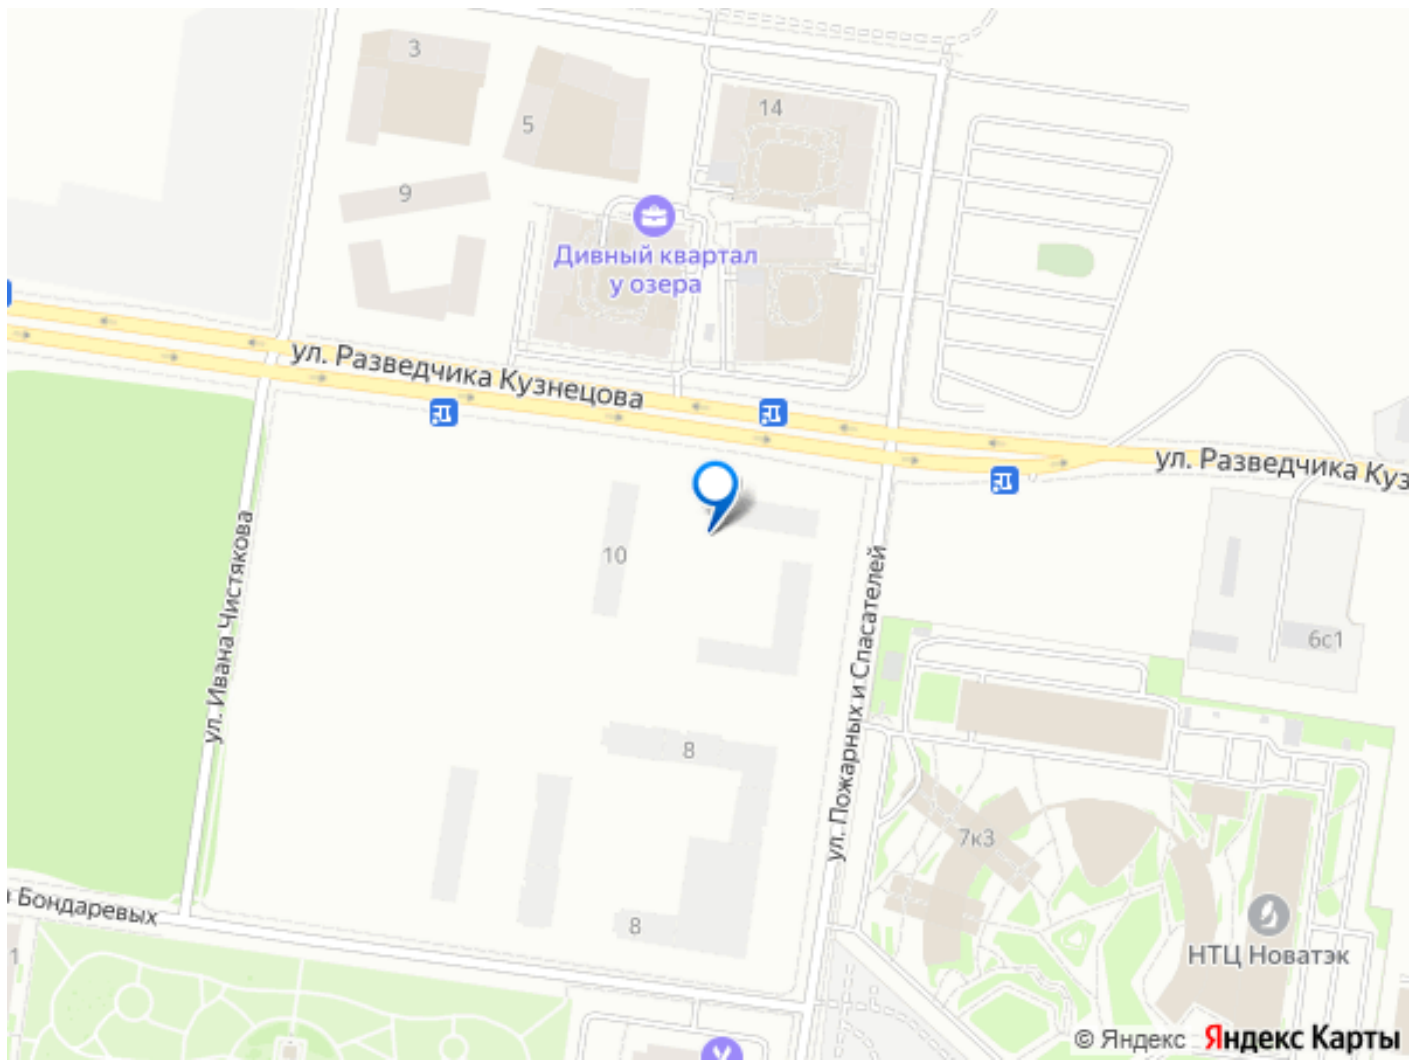 3
14
5
9
Дивный квартал
у озера
ул. Разведчика Кузнецова
ул. Разведчика Куз
10
ул. Ивана Чистякова
ул. Пожарных и Спасателей
6с1
8
7к3
Бондаревых
8
1
НТЦ Новатэк
© Яндекс Яндекс Карты